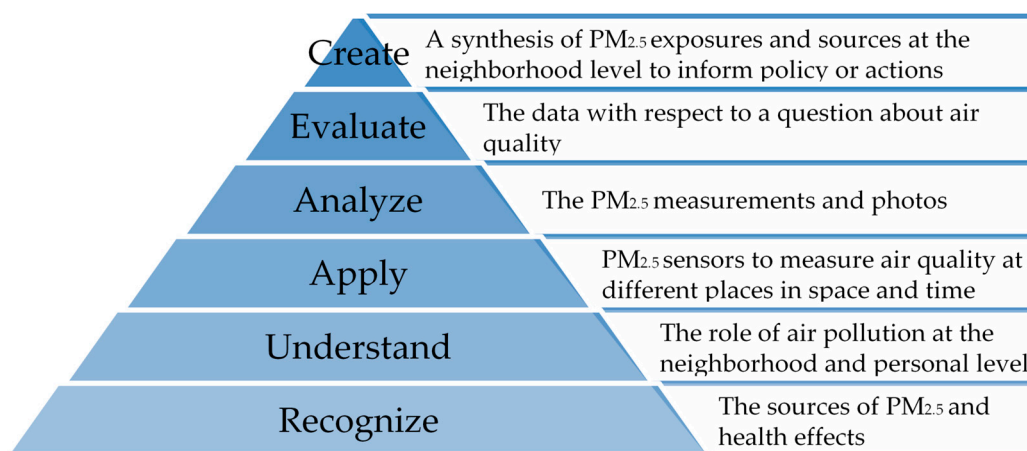 Create
A synthesis of PM2.5 exposures and sources at the
neighborhood level to inform policy or actions
Evaluate
The data with respect to a question about air
quality
Analyze
The PM2.5 measurements and photos
Apply
PM2.5 sensors to measure air quality at
different places in space and time
Understand
The role of air pollution at the
neighborhood and personal level
Recognize
The sources of PM2.5 and
health effects